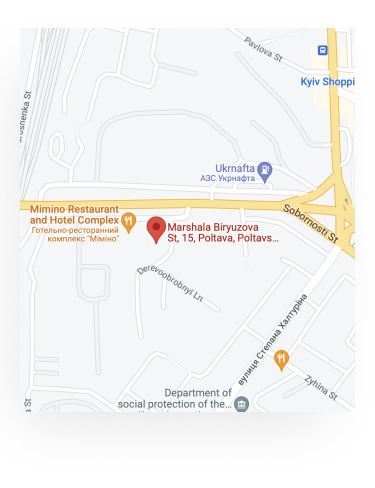 Pavlova St
Kyiv Shoppi
Ukrnafta
АЗС Укрнафта
Mimino Restaurant
and Hotel Complex
Готельно-ресторанний
комплекс "Міміно"
Marshala Biryuzova
St, 15, Poltava, Poltavs...
Sobornosti St
Derevoobrobnyi Ln
вулиця Степана Халтуріна
Zyhina St
Department of
social protection of the...
St